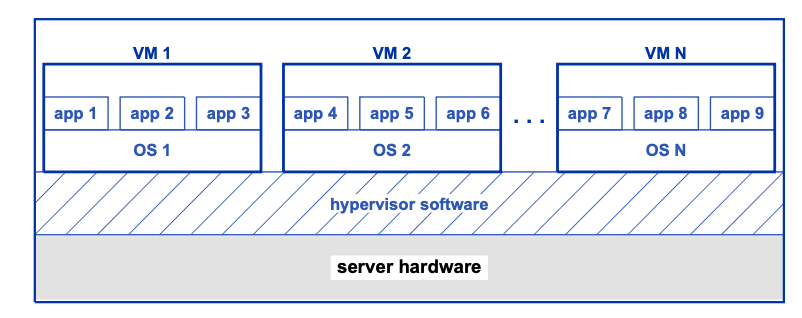 VM 1 VM 2 VM N
app 1 app 2 app 3 app 4 app 5 app 6 . . . app 7 app 8 app 9
OS 1 OS 2 OS N
hypervisor software
server hardware